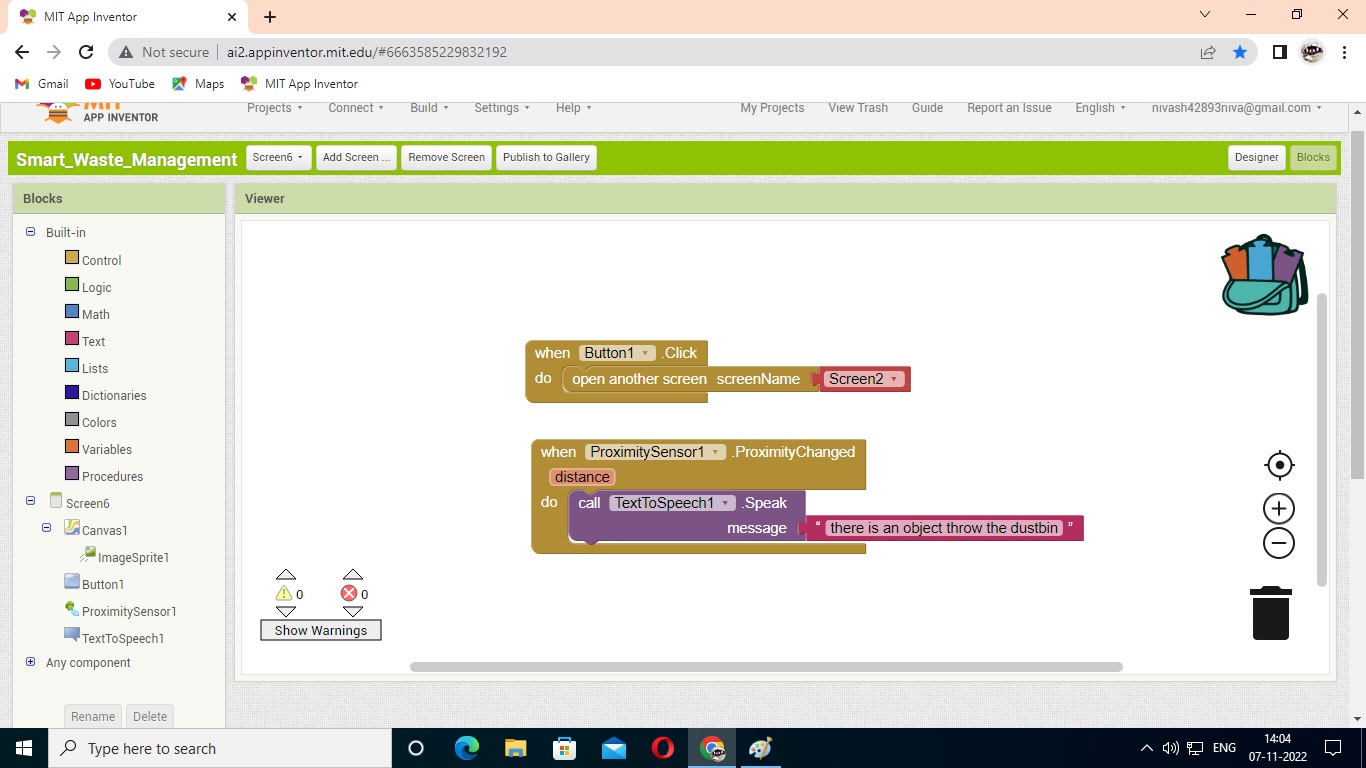 MIT App Inventor
Not secure
ai2.appinventor.mit.edu/#6663585229832192
Gmail
YouTube
Maps
MIT App Inventor
MIT
APP INVENTOR
Projects
Connect
Build
Settings
Help
My Projects
View Trash
Guide
Report an Issue
English
nivash42893niva@gmail.com
Smart_Waste_Management
Screen6
Add Screen ...
Remove Screen
Publish to Gallery
Designer
Blocks
Blocks
Viewer
Built-in
Control
Logic
Math
Text
Lists
Dictionaries
Colors
Variables
Procedures
Screen6
Canvas1
ImageSprite1
Button1
ProximitySensor1
TextToSpeech1
Any component
Rename
Delete
when Button1 .Click
do open another screen screenName Screen2
when ProximitySensor1 .ProximityChanged
distance
do call TextToSpeech1 .Speak
message “ there is an object throw the dustbin ”
0
0
Show Warnings
Type here to search
ENG
14:04
07-11-2022